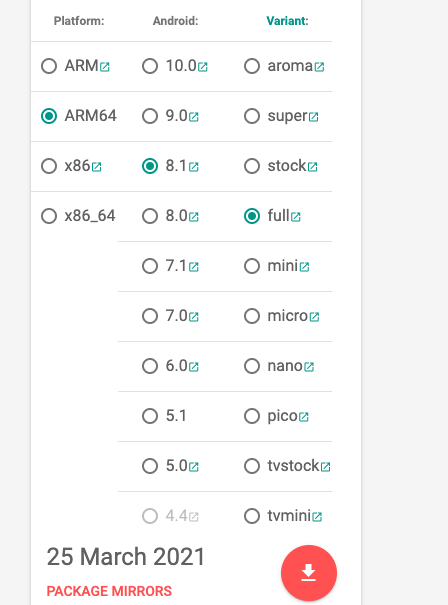 Platform: Android: Variant:
ARM 10.0 aroma
ARM64 9.0 super
x86 8.1 stock
x86_64 8.0 full
7.1 mini
7.0 micro
6.0 nano
5.1 pico
5.0 tvstock
4.4 tvmini
25 March 2021
PACKAGE MIRRORS